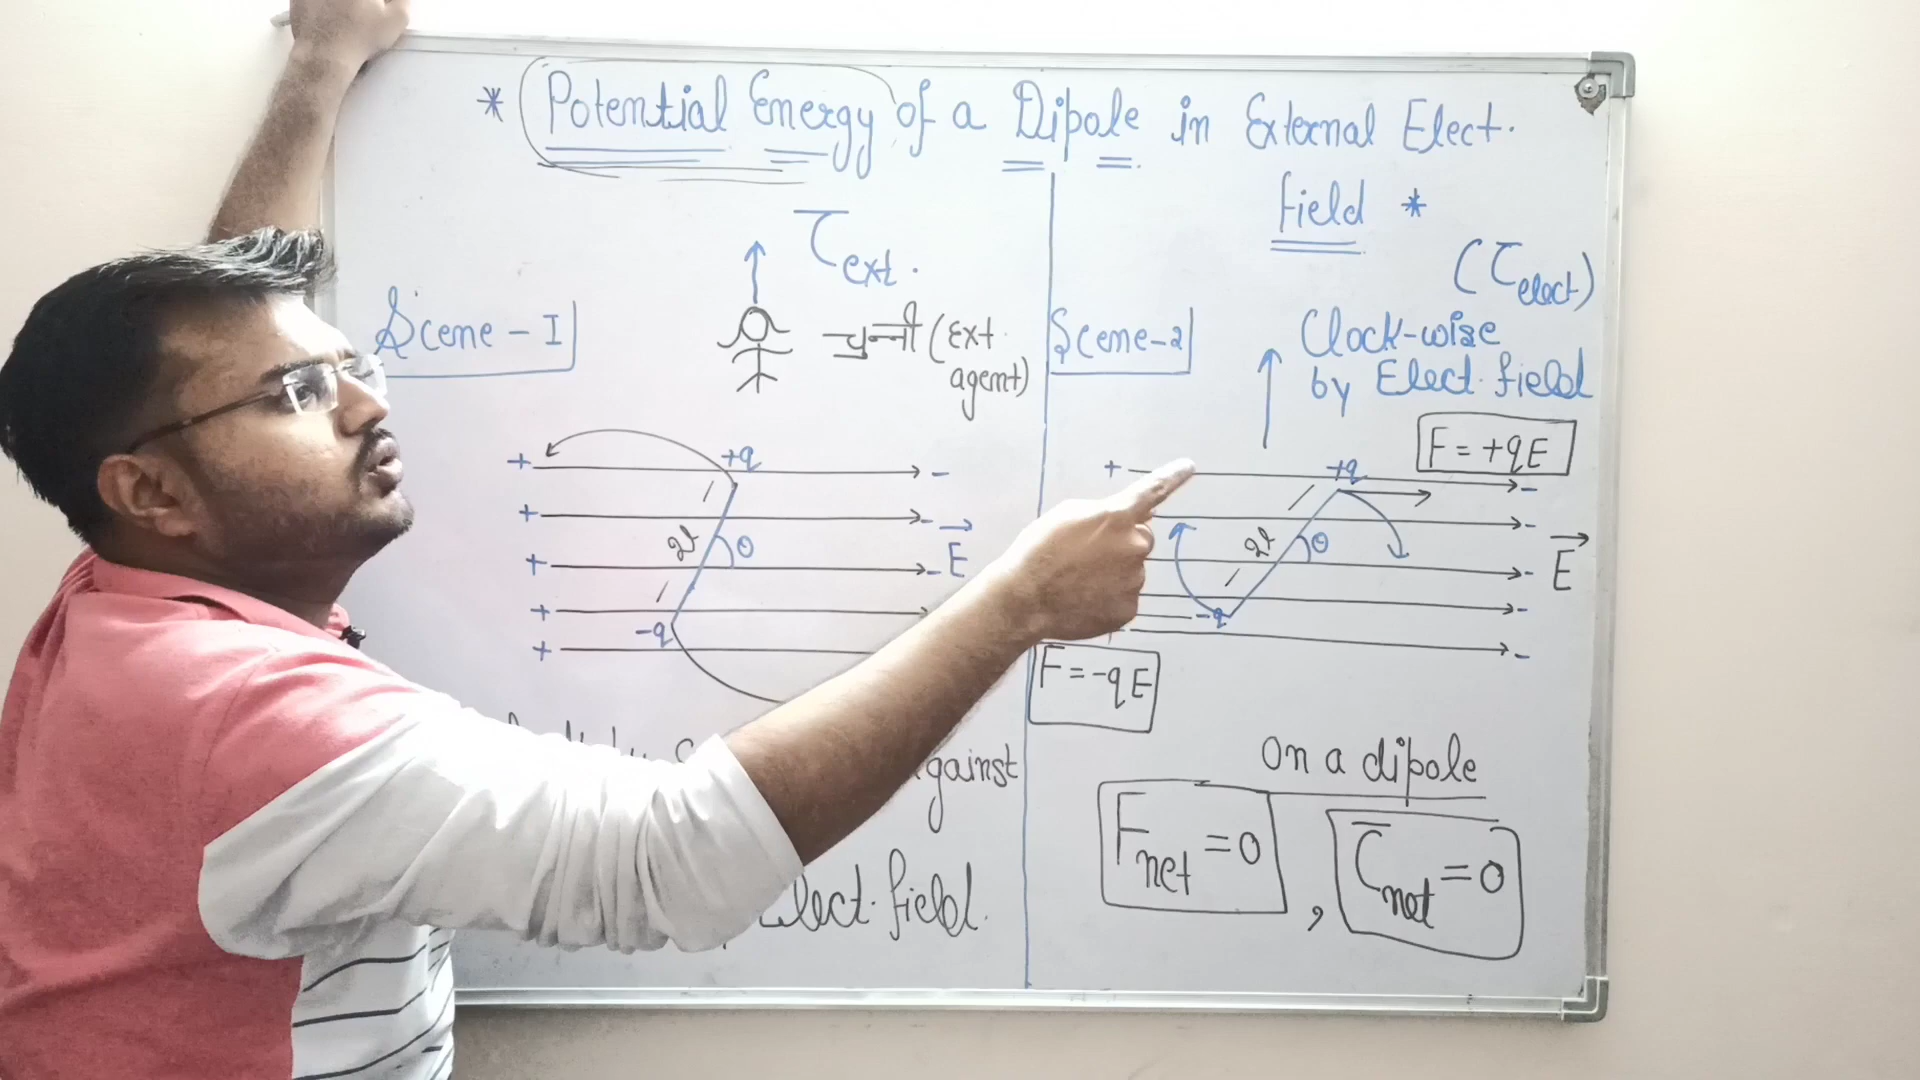 * Potential Energy of a Dipole in External Elect.
field *
τext.
Scene-I
चुन्नी (Ext. agent)
+q
2l
θ
-q
+ -
+ -
+ -
+
+
E
Against
Elect. field.
Scene-2
(τelect)
Clock-wise
by Elect. field
F = +qE
+q
2l
θ
-q
+ -
-
-
-
-
E
F = -qE
on a dipole
Fnet = 0 , τnet = 0